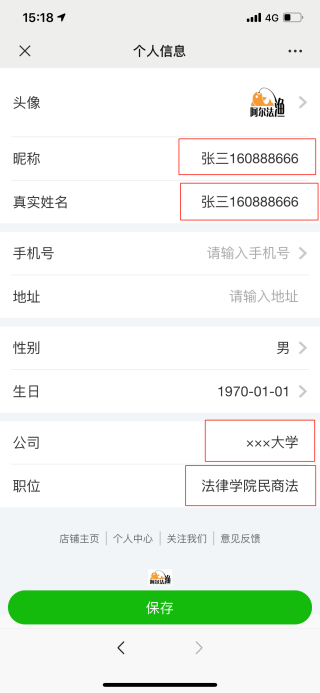 15:18
4G
个人信息
头像
阿尔法渔
昵称 张三160888666
真实姓名 张三160888666
手机号 请输入手机号
地址 请输入地址
性别 男
生日 1970-01-01
公司 ×××大学
职位 法律学院民商法
店铺主页 个人中心 关注我们 意见反馈
阿尔法渔
保存